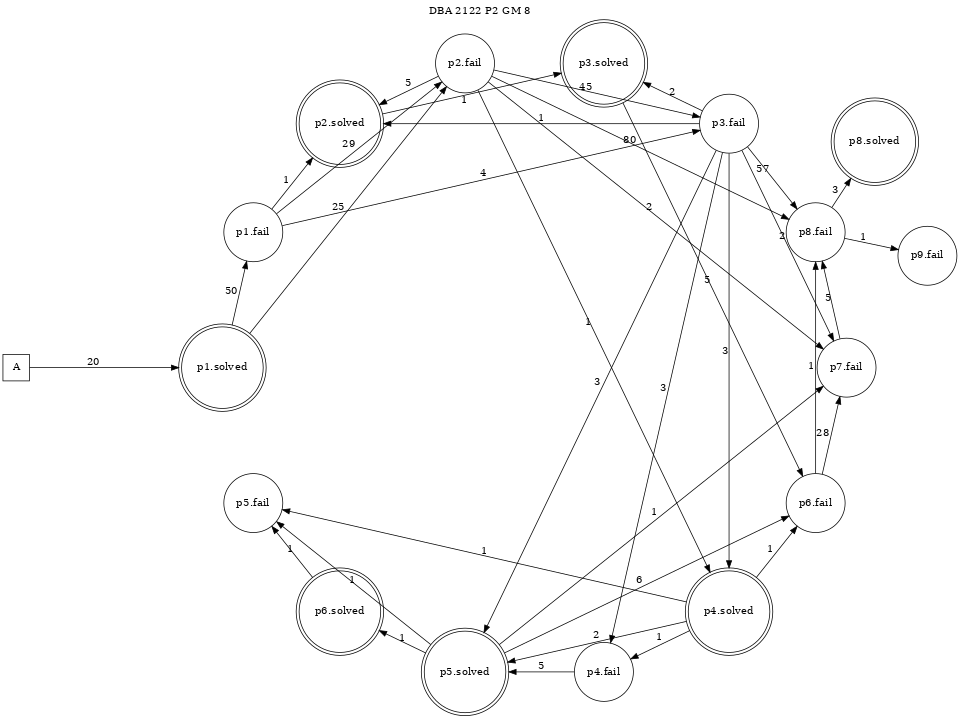 DBA 2122 P2 GM 8
p2.fail
p3.solved
5
45
2
1
p3.fail
p2.solved
1
29
80
p8.solved
57
4
1
3
25
2
p1.fail
2
p8.fail
1
p9.fail
5
50
5
1
3
A
20
p1.solved
1
p7.fail
3
3
28
p5.fail
p6.fail
1
1
1
1
1
6
p6.solved
p4.solved
2
1
1
p5.solved
5
p4.fail